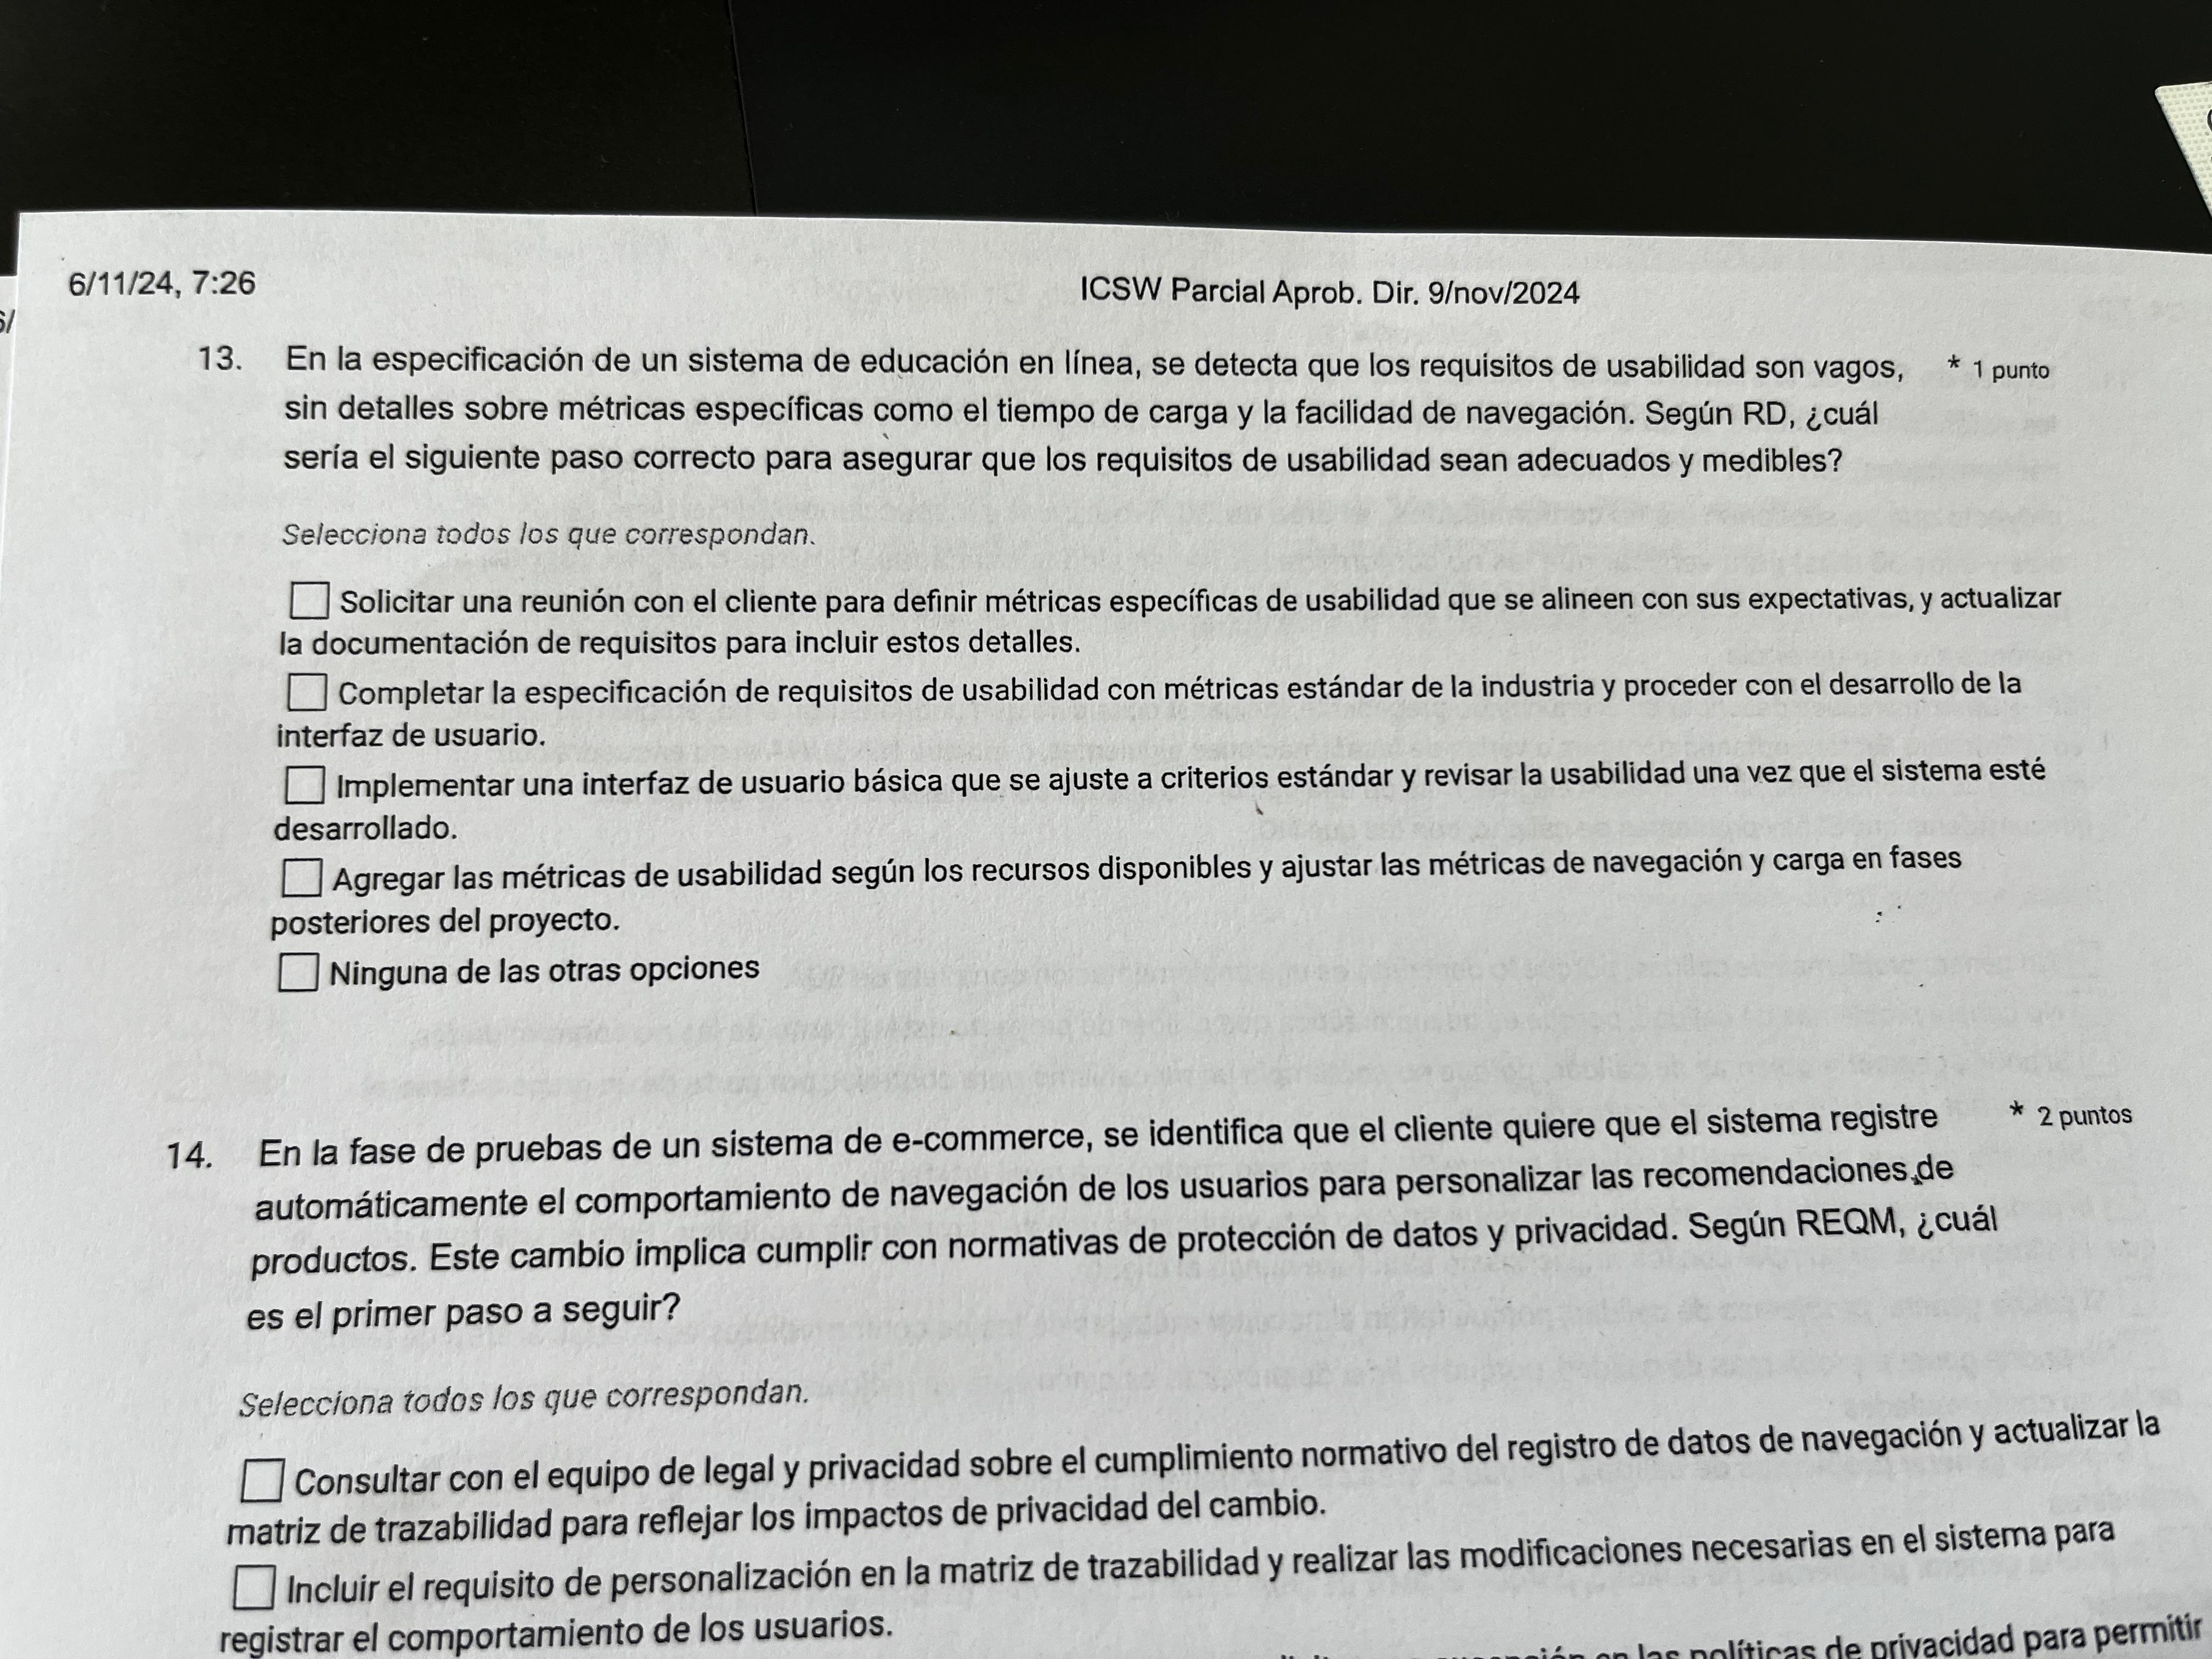 6/11/24, 7:26
ICSW Parcial Aprob. Dir. 9/nov/2024
13. En la especificación de un sistema de educación en línea, se detecta que los requisitos de usabilidad son vagos, * 1 punto
sin detalles sobre métricas específicas como el tiempo de carga y la facilidad de navegación. Según RD, ¿cuál
sería el siguiente paso correcto para asegurar que los requisitos de usabilidad sean adecuados y medibles?
Selecciona todos los que correspondan.
Solicitar una reunión con el cliente para definir métricas específicas de usabilidad que se alineen con sus expectativas, y actualizar
la documentación de requisitos para incluir estos detalles.
Completar la especificación de requisitos de usabilidad con métricas estándar de la industria y proceder con el desarrollo de la
interfaz de usuario.
Implementar una interfaz de usuario básica que se ajuste a criterios estándar y revisar la usabilidad una vez que el sistema esté
desarrollado.
Agregar las métricas de usabilidad según los recursos disponibles y ajustar las métricas de navegación y carga en fases
posteriores del proyecto.
Ninguna de las otras opciones
14. En la fase de pruebas de un sistema de e-commerce, se identifica que el cliente quiere que el sistema registre * 2 puntos
automáticamente el comportamiento de navegación de los usuarios para personalizar las recomendaciones de
productos. Este cambio implica cumplir con normativas de protección de datos y privacidad. Según REQM, ¿cuál
es el primer paso a seguir?
Selecciona todos los que correspondan.
Consultar con el equipo de legal y privacidad sobre el cumplimiento normativo del registro de datos de navegación y actualizar la
matriz de trazabilidad para reflejar los impactos de privacidad del cambio.
Incluir el requisito de personalización en la matriz de trazabilidad y realizar las modificaciones necesarias en el sistema para
registrar el comportamiento de los usuarios.
en las políticas de privacidad para permitir